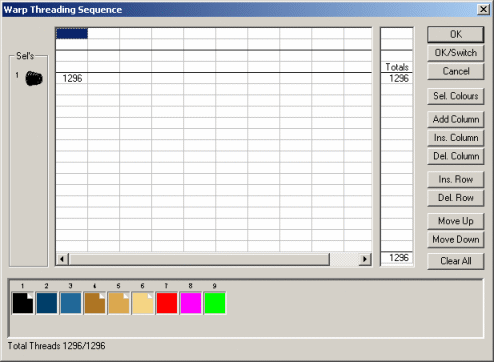 Warp Threading Sequence
OK
OK/Switch
Sel's
Totals
Cancel
1
1296
1296
Sel. Colours
Add Column
Ins. Column
Del. Column
Ins. Row
Del. Row
Move Up
Move Down
1296
Clear All
1 2 3 4 5 6 7 8 9
Total Threads 1296/1296